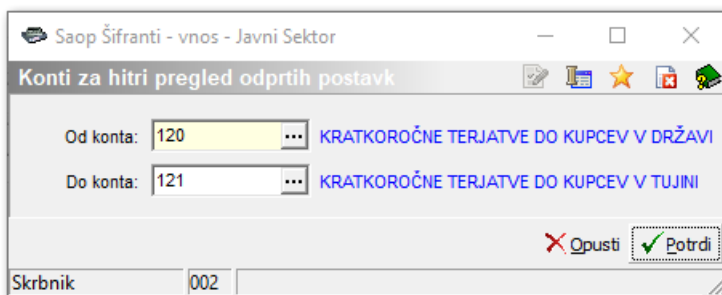 Saop Šifranti - vnos - Javni Sektor
Konti za hitri pregled odprtih postavk
Od konta: 120 ... KRATKOROČNE TERJATVE DO KUPCEV V DRŽAVI
Do konta: 121 ... KRATKOROČNE TERJATVE DO KUPCEV V TUJINI
Opusti Potrdi
Skrbnik 002